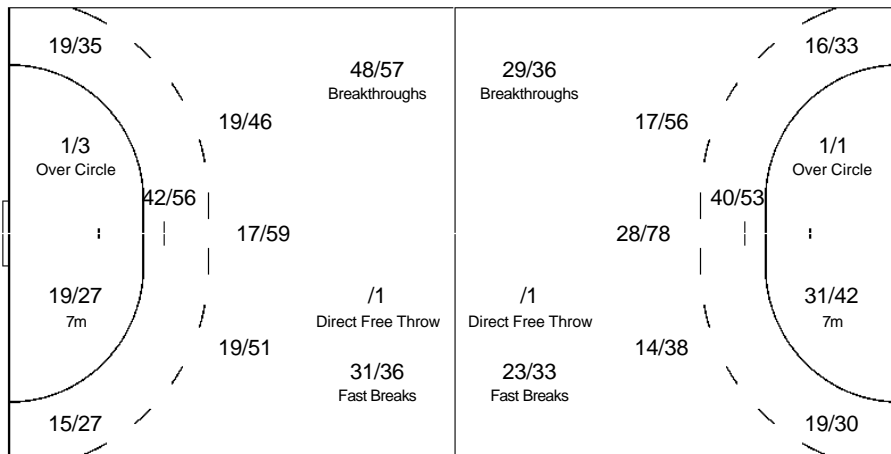 19/35
16/33
48/57
Breakthroughs
29/36
Breakthroughs
19/46
17/56
1/3
Over Circle
1/1
Over Circle
42/56
40/53
17/59
28/78
19/27
7m
/1
Direct Free Throw
/1
Direct Free Throw
31/42
7m
19/51
14/38
31/36
Fast Breaks
23/33
Fast Breaks
15/27
19/30